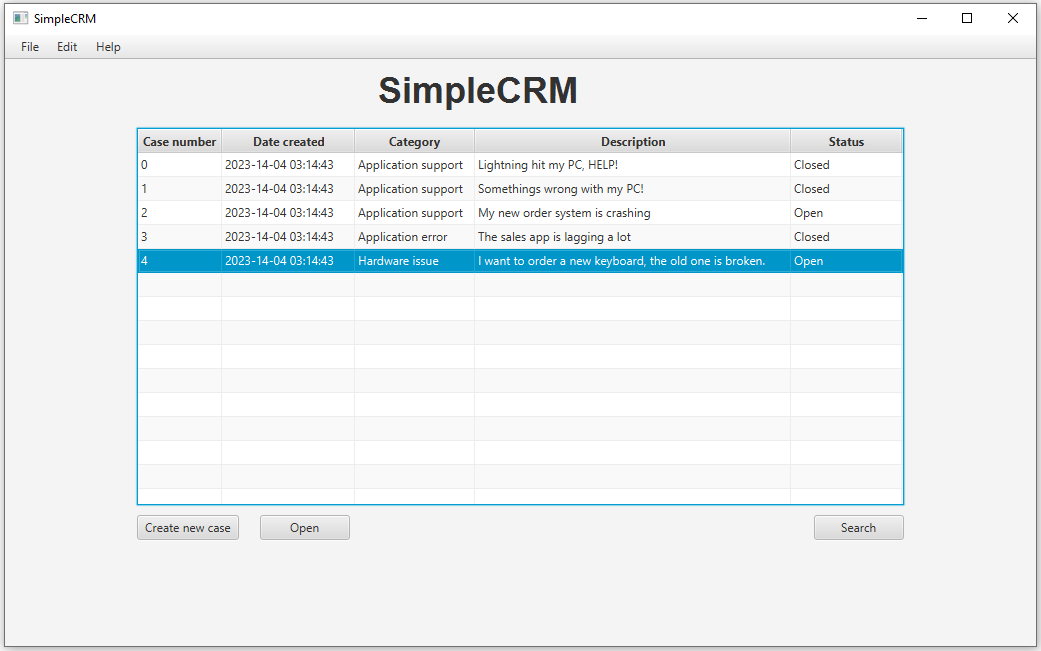 SimpleCRM
File Edit Help
SimpleCRM
Case number Date created Category Description Status
0 2023-14-04 03:14:43 Application support Lightning hit my PC, HELP! Closed
1 2023-14-04 03:14:43 Application support Somethings wrong with my PC! Closed
2 2023-14-04 03:14:43 Application support My new order system is crashing Open
3 2023-14-04 03:14:43 Application error The sales app is lagging a lot Closed
4 2023-14-04 03:14:43 Hardware issue I want to order a new keyboard, the old one is broken. Open
Create new case Open Search